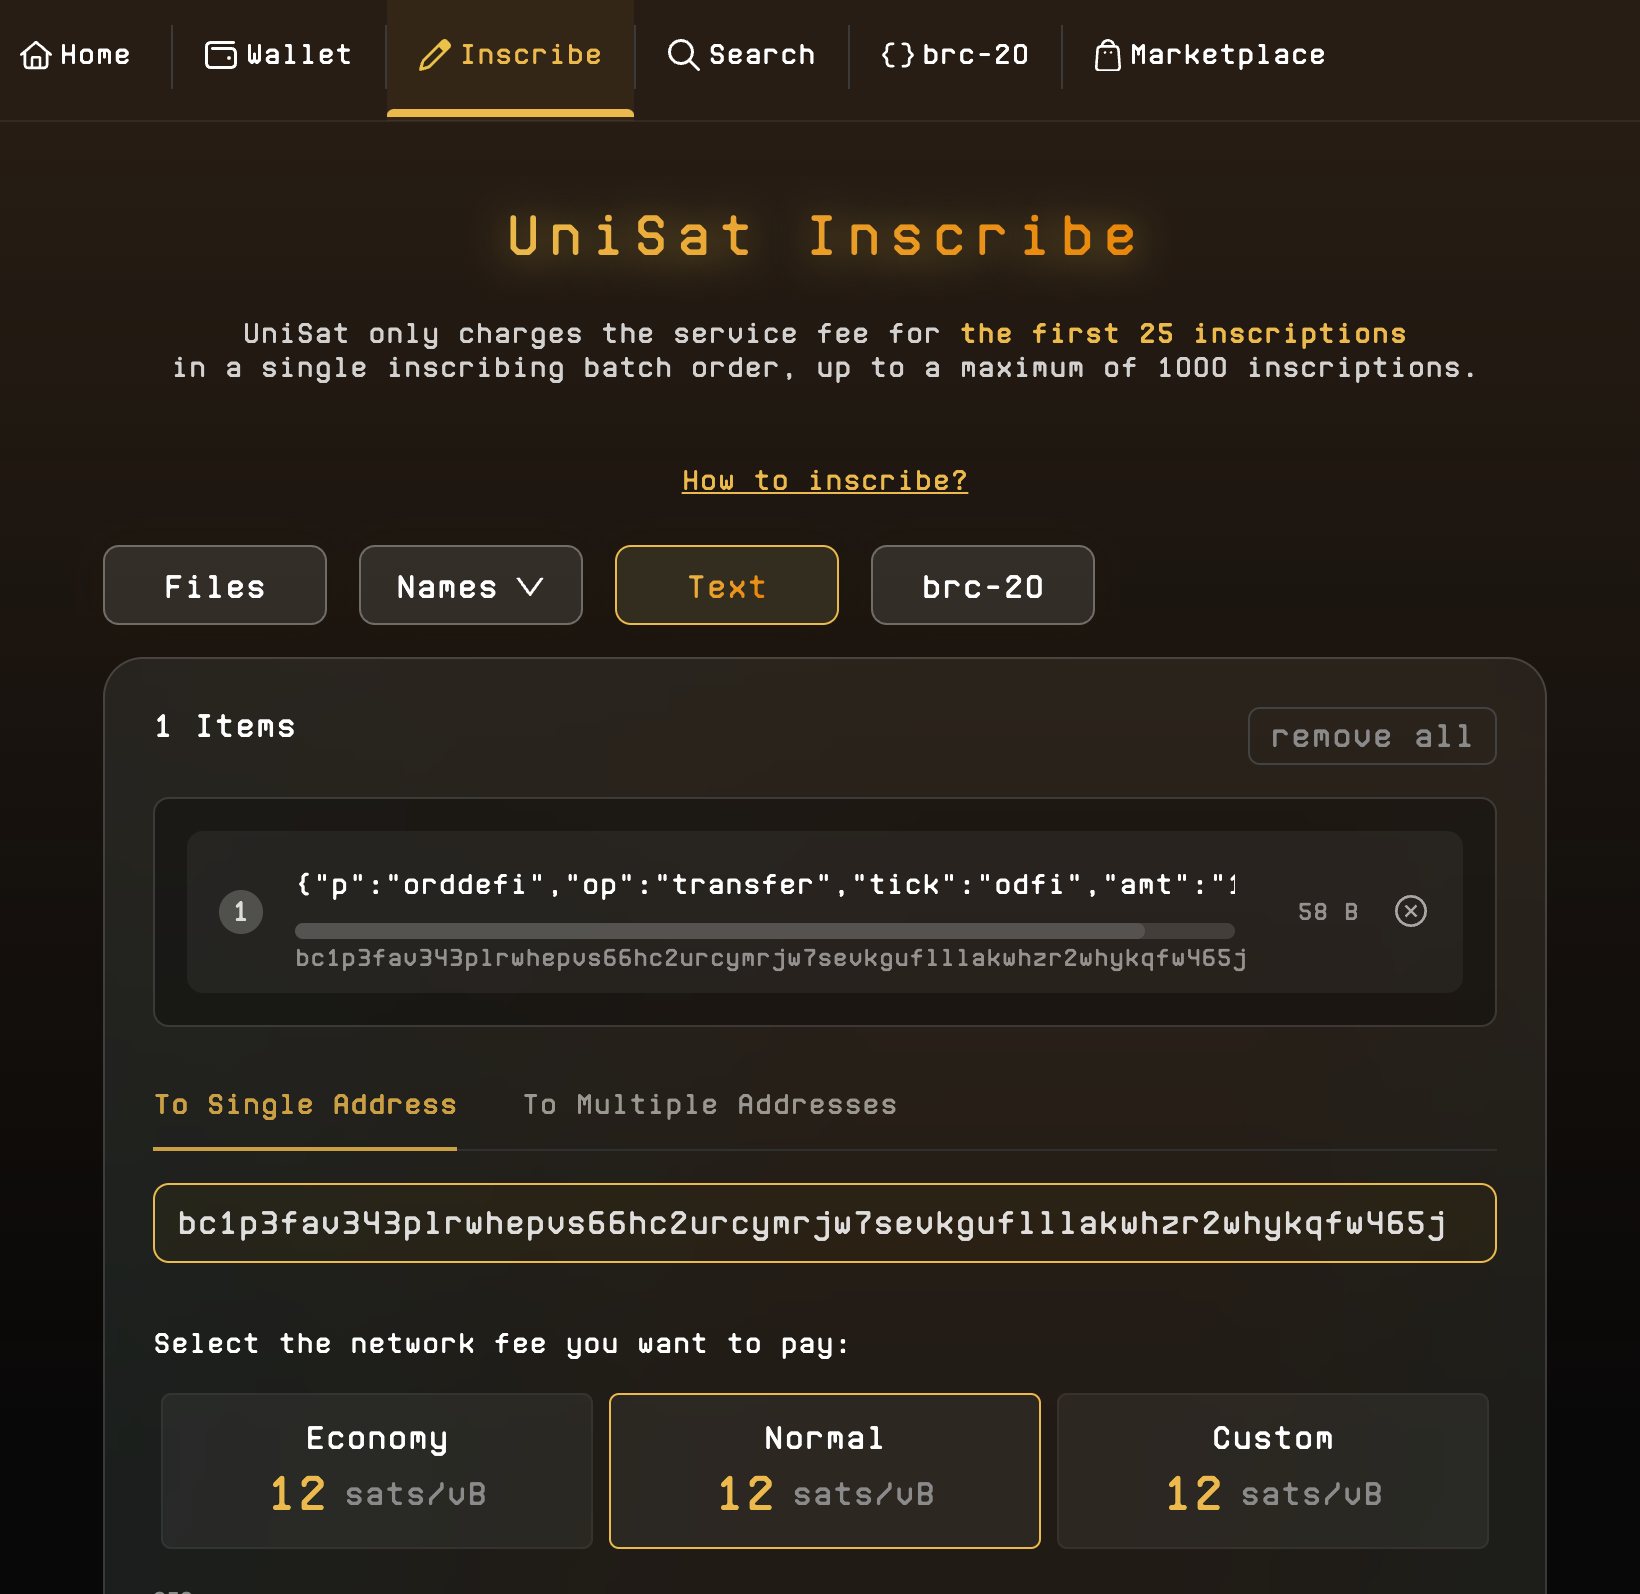 Home Wallet Inscribe Search brc-20 Marketplace
UniSat Inscribe
UniSat only charges the service fee for the first 25 inscriptions
in a single inscribing batch order, up to a maximum of 1000 inscriptions.
How to inscribe?
Files Names Text brc-20
1 Items
remove all
{"p":"orddefi","op":"transfer","tick":"odfi","amt":"1
1
58 B
bc1p3fav343plrwhepvs66hc2urcymrjw7sevkguflllakwhzr2whykqfw465j
To Single Address To Multiple Addresses
bc1p3fav343plrwhepvs66hc2urcymrjw7sevkguflllakwhzr2whykqfw465j
Select the network fee you want to pay:
Economy Normal Custom
12 sats/vB 12 sats/vB 12 sats/vB